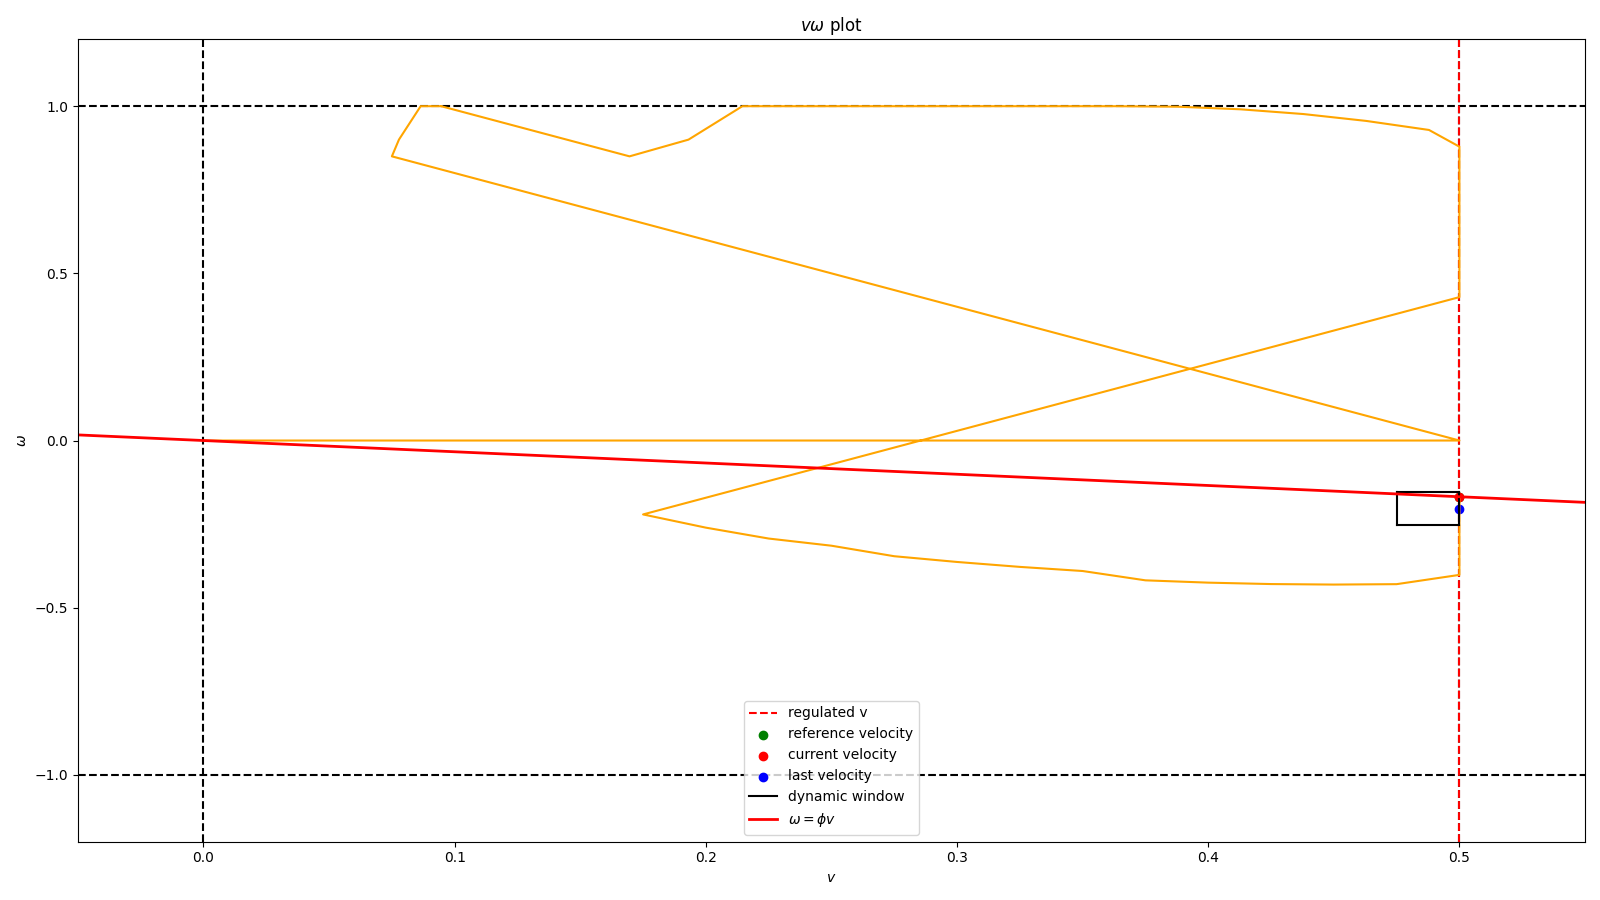 vω plot
1.0
0.5
0.0
−0.5
−1.0
ω
0.0
0.1
0.2
0.3
0.4
0.5
v
regulated v
reference velocity
current velocity
last velocity
dynamic window
ω = ϕv